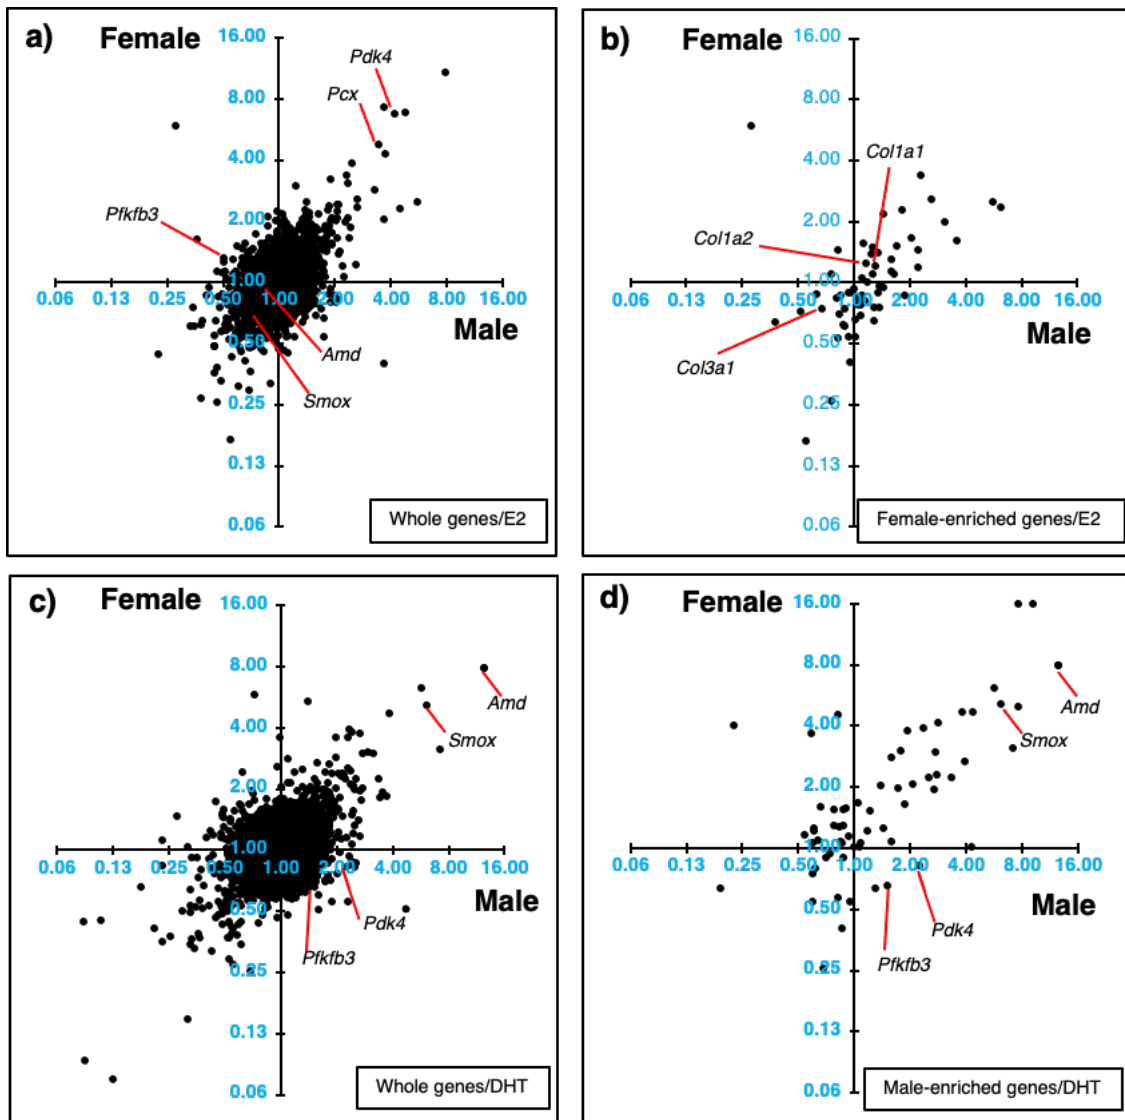 a)
Female
16.00
8.00
4.00
2.00
1.00
0.50
0.25
0.13
0.06
0.06
0.13
0.25
0.50
1.00
2.00
4.00
8.00
16.00
Male
Pdk4
Pcx
Pfkfb3
Amd
Smox
Whole genes/E2
b)
Female
16.00
8.00
4.00
2.00
1.00
0.50
0.25
0.13
0.06
0.06
0.13
0.25
0.50
1.00
2.00
4.00
8.00
16.00
Male
Col1a1
Col1a2
Col3a1
Female-enriched genes/E2
c)
Female
16.00
8.00
4.00
2.00
1.00
0.50
0.25
0.13
0.06
0.06
0.13
0.25
0.50
1.00
2.00
4.00
8.00
16.00
Male
Amd
Smox
Pdk4
Pfkfb3
Whole genes/DHT
d)
Female
16.00
8.00
4.00
2.00
1.00
0.50
0.25
0.13
0.06
0.06
0.13
0.25
0.50
1.00
2.00
4.00
8.00
16.00
Male
Amd
Smox
Pdk4
Pfkfb3
Male-enriched genes/DHT